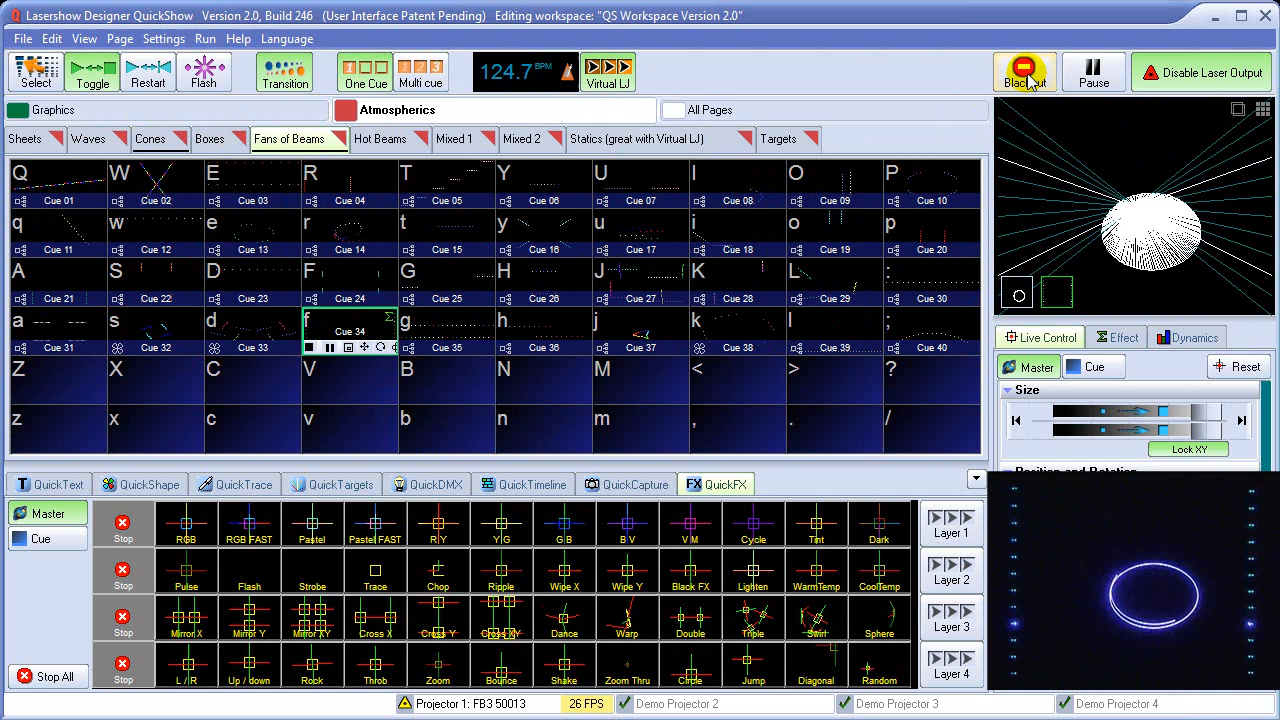 Lasershow Designer QuickShow Version 2.0, Build 246 (User Interface Patent Pending) Editing workspace: "QS Workspace Version 2.0"
File Edit View Page Settings Run Help Language
Select Toggle Restart Flash Transition One Cue Multi cue 124.7 BPM Virtual LJ Blackout Pause Disable Laser Output
Graphics Atmospherics All Pages
Sheets Waves Cones Boxes Fans of Beams Hot Beams Mixed 1 Mixed 2 Statics (great with Virtual LJ) Targets
Q W E R T Y U I O P
Cue 01 Cue 02 Cue 03 Cue 04 Cue 05 Cue 06 Cue 07 Cue 08 Cue 09 Cue 10
q w e r t y u i o p
Cue 11 Cue 12 Cue 13 Cue 14 Cue 15 Cue 16 Cue 17 Cue 18 Cue 19 Cue 20
A S D F G H J K L :
Cue 21 Cue 22 Cue 23 Cue 24 Cue 25 Cue 26 Cue 27 Cue 28 Cue 29 Cue 30
a s d f g h j k l ;
Cue 31 Cue 32 Cue 33 Cue 34 Cue 35 Cue 36 Cue 37 Cue 38 Cue 39 Cue 40
Z X C V B N M < > ?
z x c v b n m , . /
Live Control Effect Dynamics
Master Cue Reset
Size
Lock XY
Position and Rotation
QuickText QuickShape QuickTrace QuickTargets QuickDMX QuickTimeline QuickCapture FX QuickFX
Master Stop RGB RGB FAST Pastel Pastel FAST R Y Y G G B B V V M Cycle Tint Dark Layer 1
Cue Stop Pulse Flash Strobe Trace Chop Ripple Wipe X Wipe Y Black FX Lighten WarmTemp CoolTemp Layer 2
Stop Mirror X Mirror Y Mirror XY Cross X Cross Y Cross XY Dance Warp Double Triple Swirl Sphere Layer 3
Stop All Stop L / R Up / down Rock Throb Zoom Bounce Shake Zoom Thru Circle Jump Diagonal Random Layer 4
Projector 1: FB3 50013 26 FPS Demo Projector 2 Demo Projector 3 Demo Projector 4